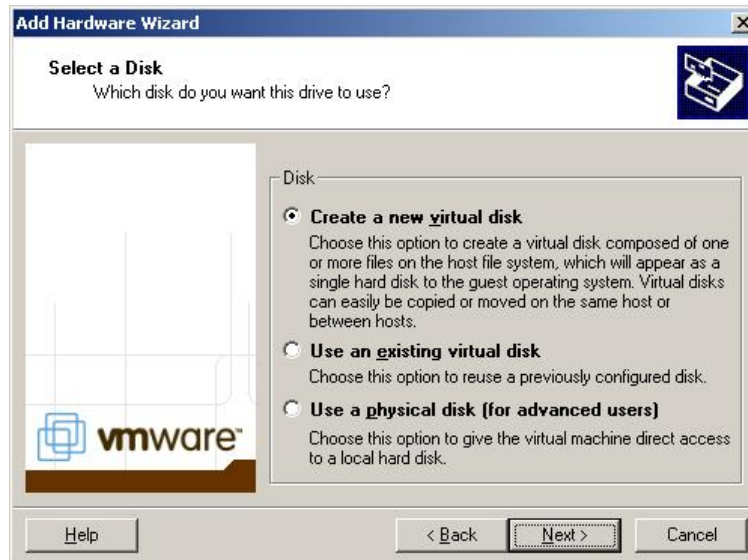 Add Hardware Wizard
Select a Disk
Which disk do you want this drive to use?
Disk
Create a new virtual disk
Choose this option to create a virtual disk composed of one
or more files on the host file system, which will appear as a
single hard disk to the guest operating system. Virtual disks
can easily be copied or moved on the same host or
between hosts.
Use an existing virtual disk
Choose this option to reuse a previously configured disk.
Use a physical disk (for advanced users)
Choose this option to give the virtual machine direct access
to a local hard disk.
vmware™
Help
< Back
Next >
Cancel